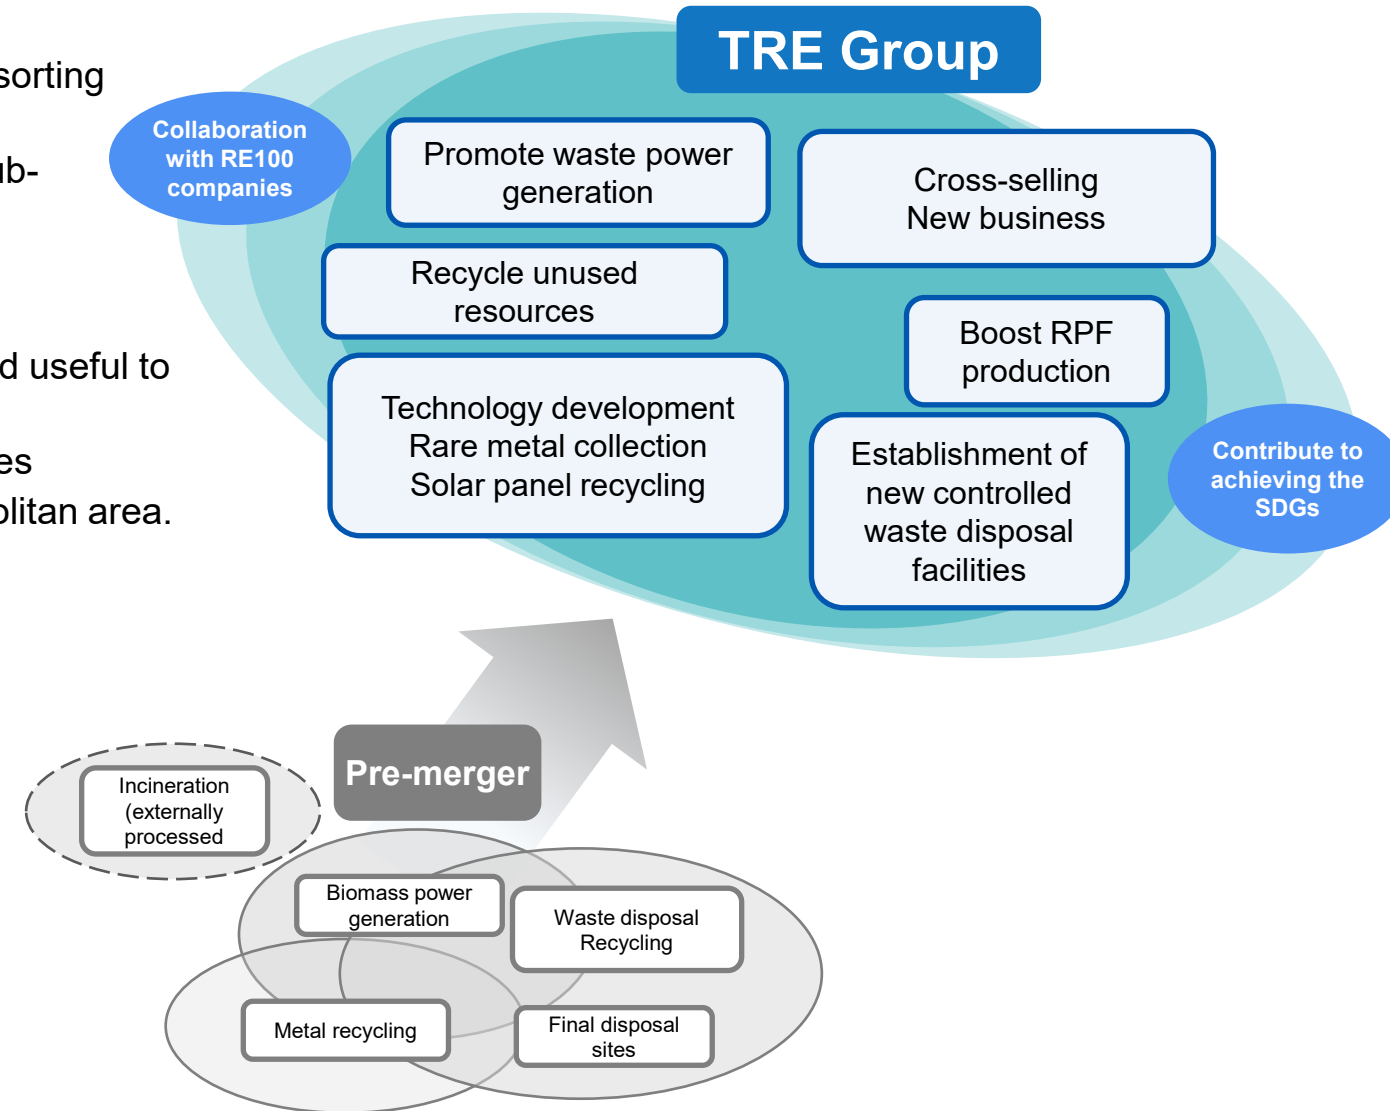 TRE Group
sorting
ub-
d useful to
es
olitan area.
Collaboration
with RE100
companies
Promote waste power
generation
Cross-selling
New business
Recycle unused
resources
Boost RPF
production
Technology development
Rare metal collection
Solar panel recycling
Establishment of
new controlled
waste disposal
facilities
Contribute to
achieving the
SDGs
Pre-merger
Incineration
(externally
processed
Biomass power
generation
Waste disposal
Recycling
Metal recycling
Final disposal
sites